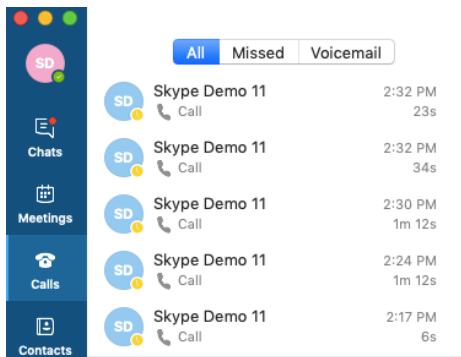 SD
Chats
Meetings
Calls
Contacts
All Missed Voicemail
SD Skype Demo 11 2:32 PM
Call 23s
SD Skype Demo 11 2:32 PM
Call 34s
SD Skype Demo 11 2:30 PM
Call 1m 12s
SD Skype Demo 11 2:24 PM
Call 1m 12s
SD Skype Demo 11 2:17 PM
Call 6s